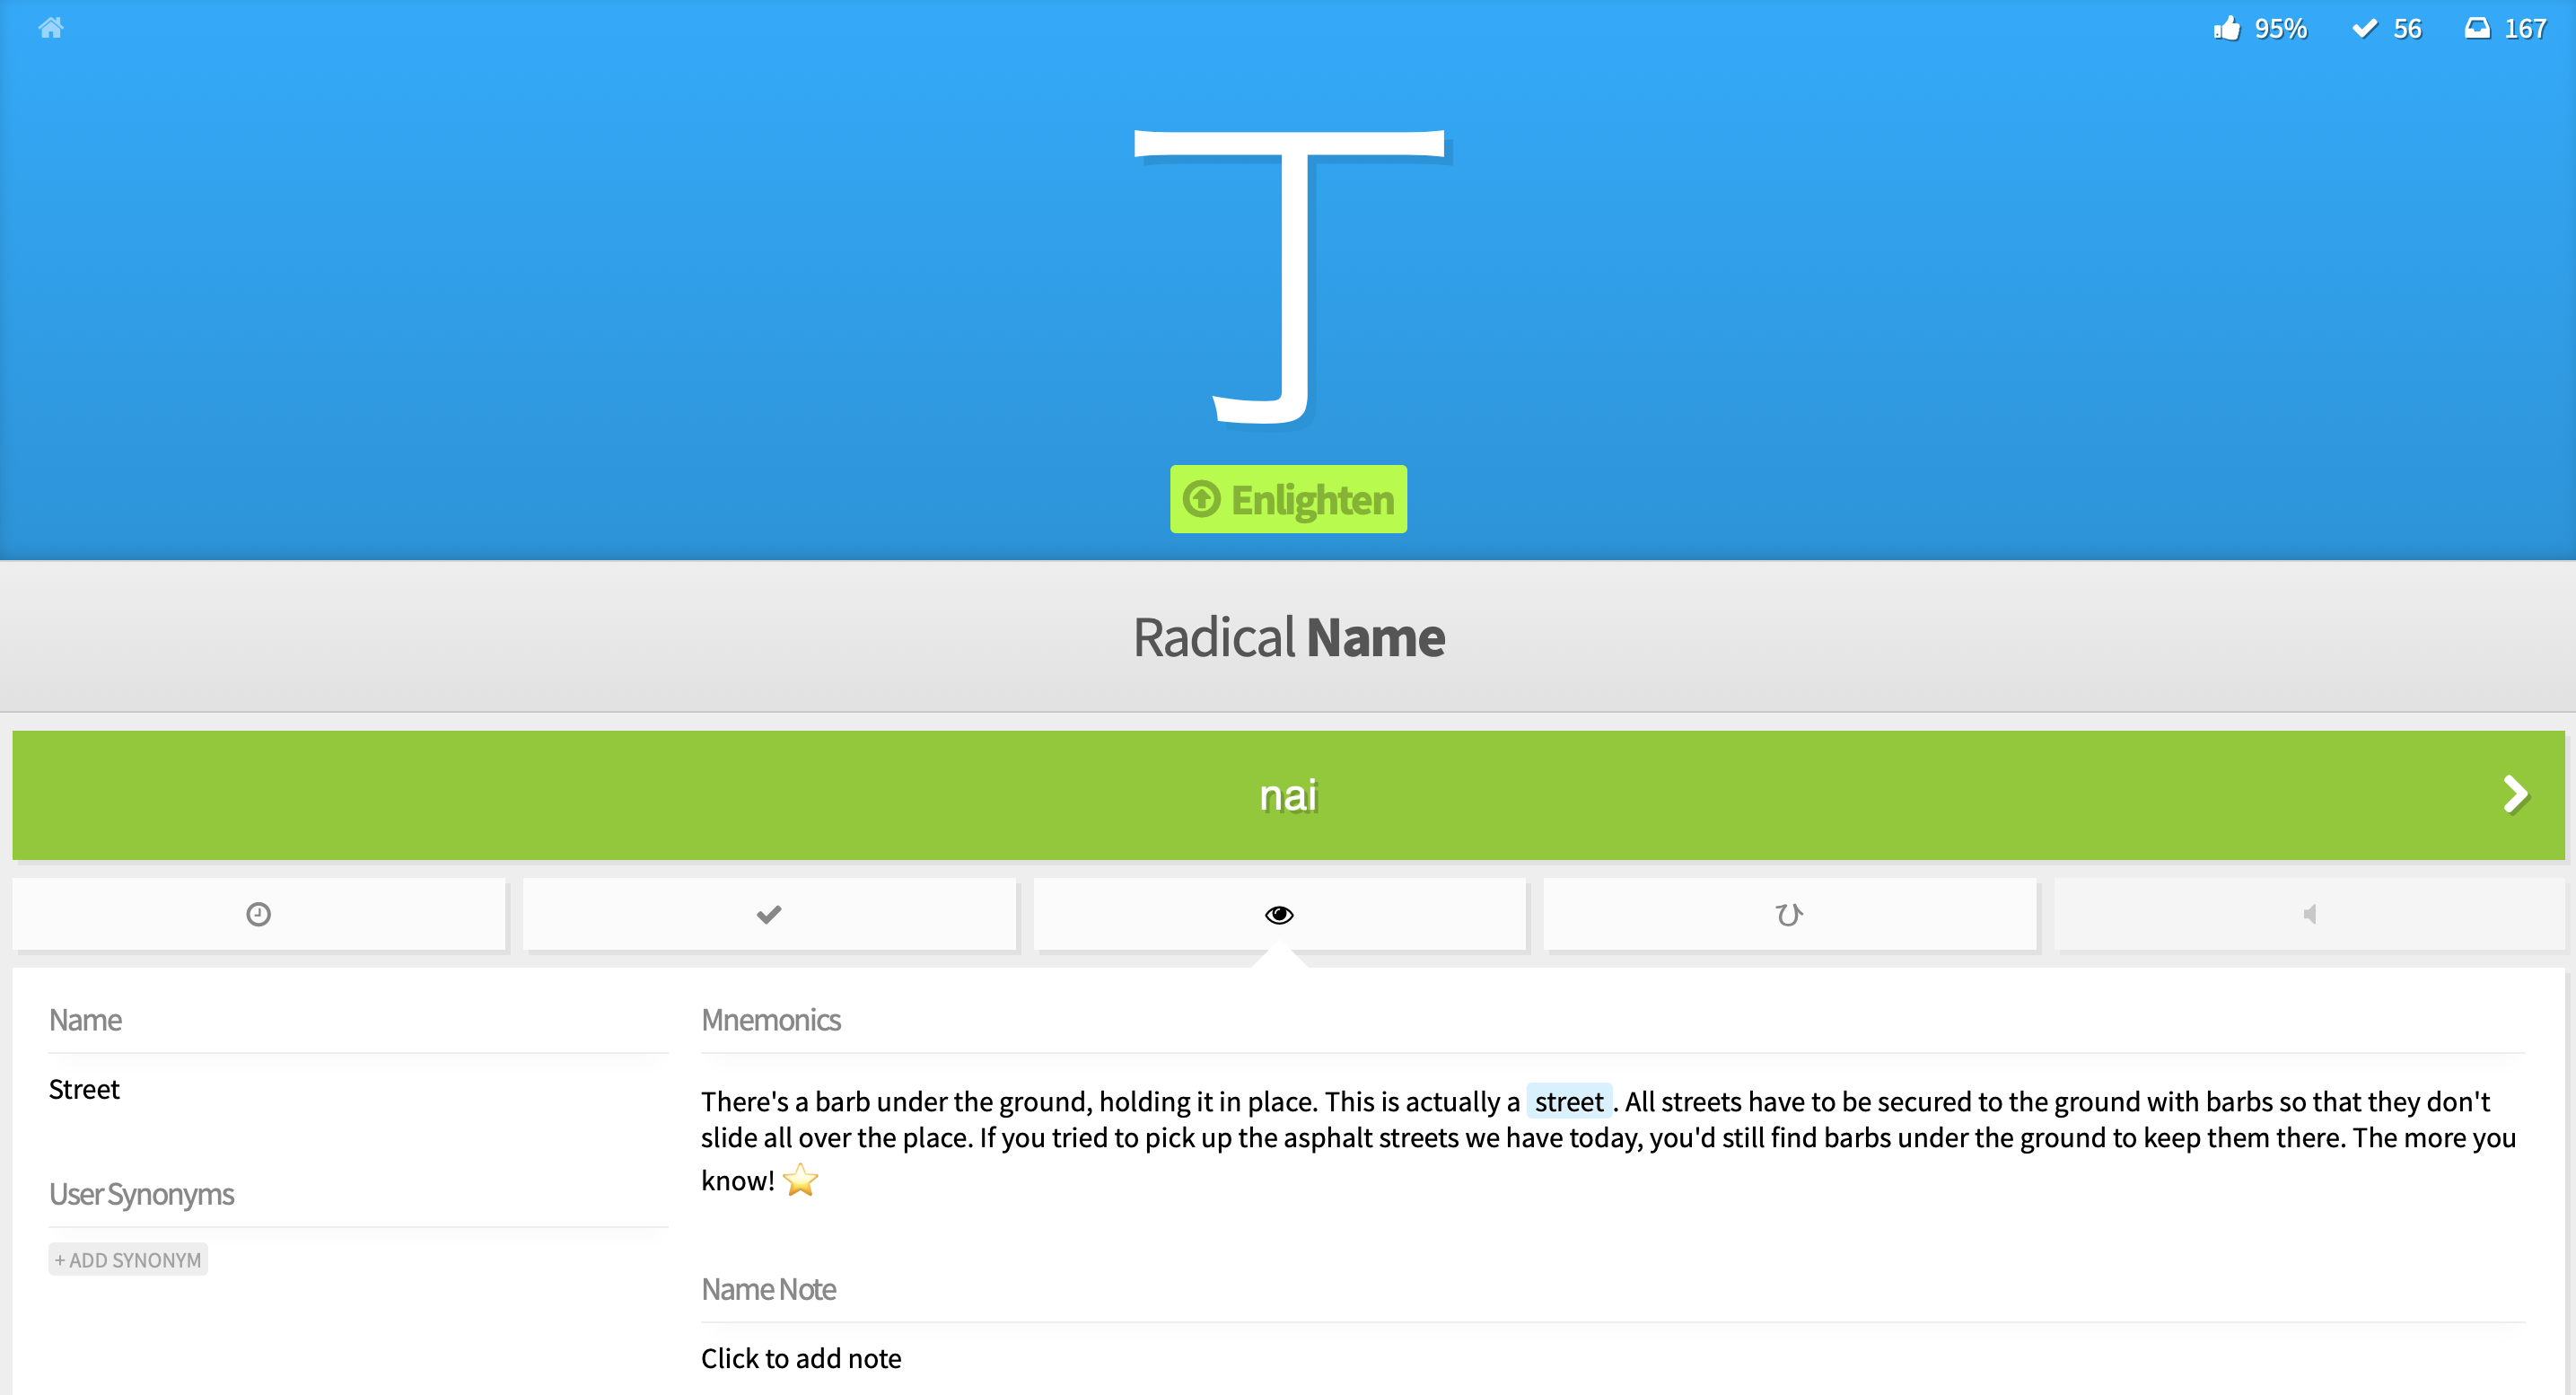 95% 56 167
丁
Enlighten
Radical Name
nai
ひ
Name
Street
User Synonyms
+ ADD SYNONYM
Mnemonics
There's a barb under the ground, holding it in place. This is actually a street. All streets have to be secured to the ground with barbs so that they don't
slide all over the place. If you tried to pick up the asphalt streets we have today, you'd still find barbs under the ground to keep them there. The more you
know! ⭐
Name Note
Click to add note